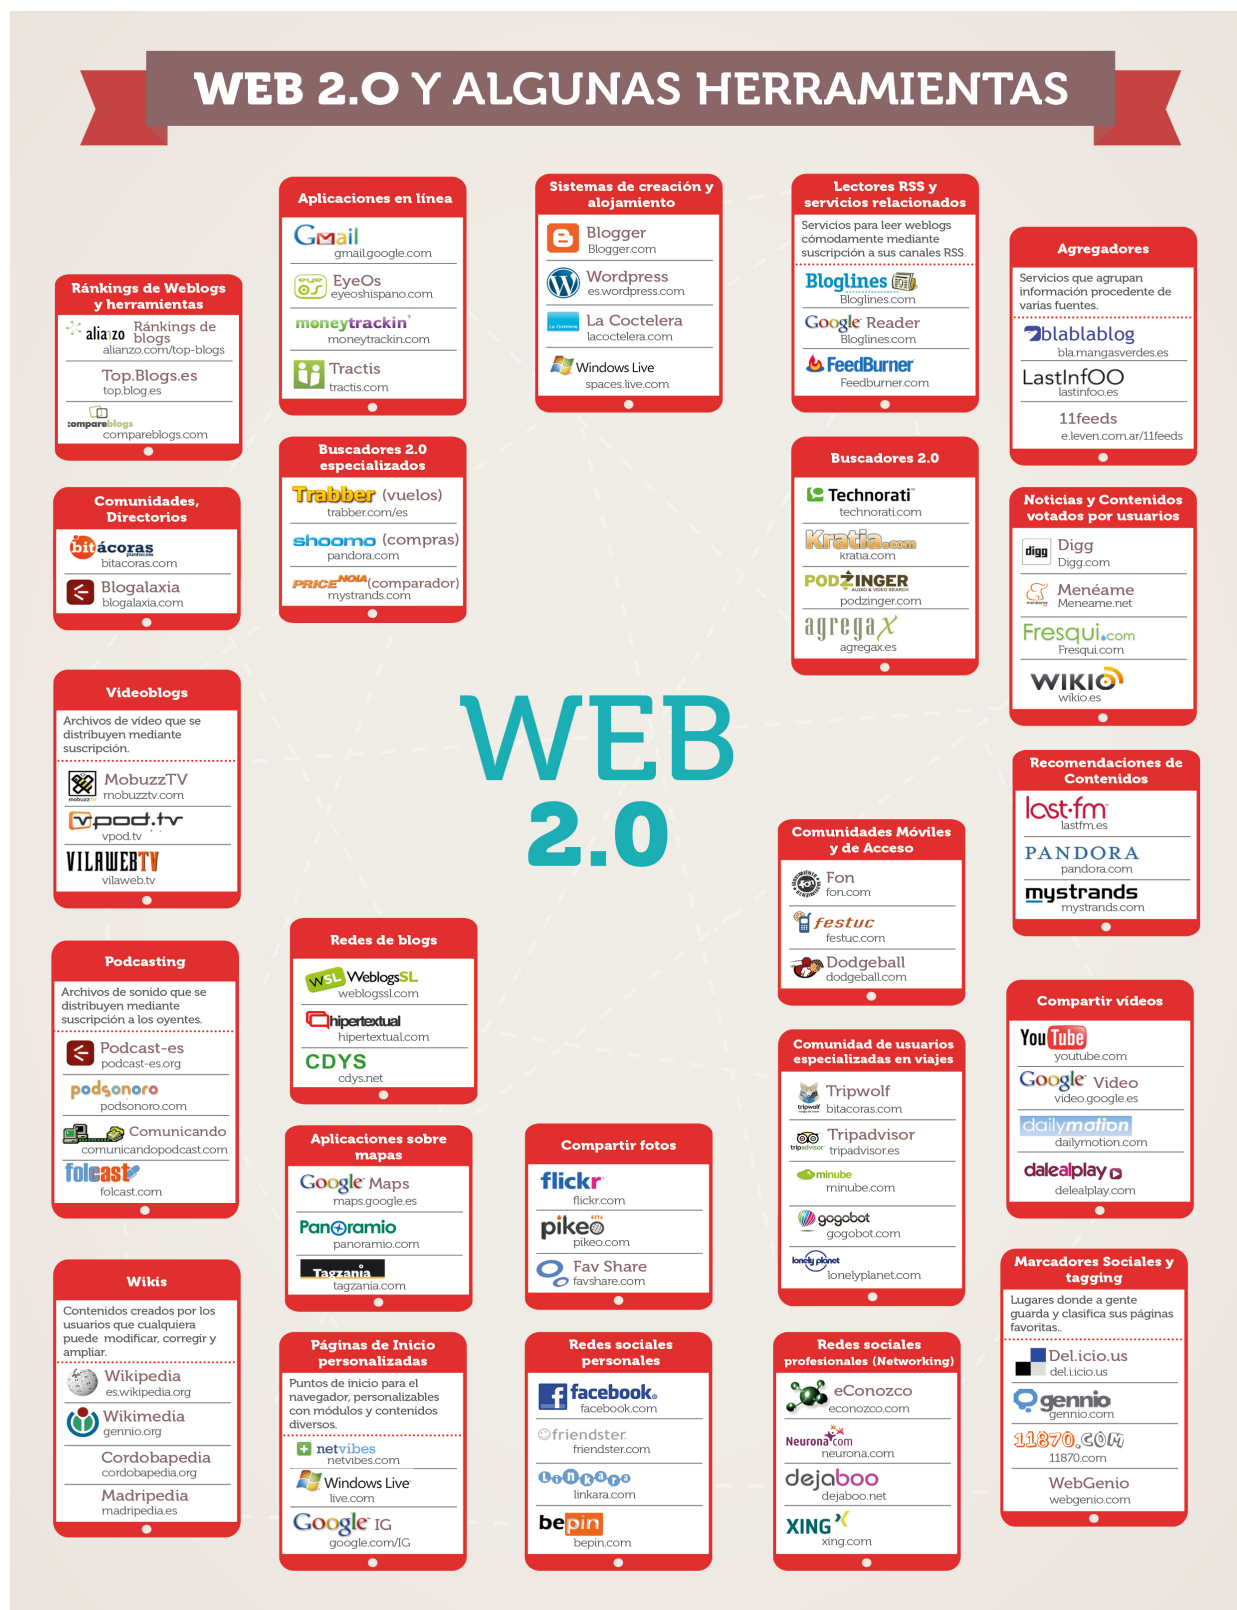 WEB 2.0 Y ALGUNAS HERRAMIENTAS
Ránkings de Weblogs
y herramientas
alianzo
Ránkings de
blogs
alianzo.com/top-blogs
Top.Blogs.es
top.blog.es
compareblogs
compareblogs.com
Comunidades,
Directorios
bitácoras
bitacoras.com
Blogalaxia
blogalaxia.com
Videoblogs
Archivos de vídeo que se
distribuyen mediante
suscripción.
MobuzzTV
mobuzztv
mobuzztv.com
vpod.tv
vpod.tv
VILAWEBTV
vilaweb.tv
Podcasting
Archivos de sonido que se
distribuyen mediante
suscripción a los oyentes.
Podcast-es
podcast-es.org
podsonoro
podsonoro.com
Comunicando
comunicandopodcast.com
folcast
folcast.com
Wikis
Contenidos creados por los
usuarios que cualquiera
puede modificar, corregir y
ampliar.
Wikipedia
es.wikipedia.org
Wikimedia
gennio.org
Cordobapedia
cordobapedia.org
Madripedia
madripedia.es
Aplicaciones en línea
Gmail
gmail.google.com
eyeos
EyeOs
eyeoshispano.com
moneytrackin'
moneytrackin.com
Tractis
tractis.com
Buscadores 2.0
especializados
Trabber (vuelos)
trabber.com/es
shoomo (compras)
pandora.com
PRICENOIA (comparador)
mystrands.com
Redes de blogs
WSL WeblogsSL
weblogssl.com
hipertextual
hipertextual.com
CDYS
cdys.net
Aplicaciones sobre
mapas
Google Maps
maps.google.es
Panoramio
panoramio.com
Tagzania
tagzania.com
Páginas de Inicio
personalizadas
Puntos de inicio para el
navegador, personalizables
con módulos y contenidos
diversos.
netvibes
netvibes.com
Windows Live
live.com
Google IG
google.com/IG
Sistemas de creación y
alojamiento
Blogger
Blogger.com
Wordpress
es.wordpress.com
La Coctelera
La Coctelera
lacoctelera.com
Windows Live
spaces.live.com
WEB
2.0
Compartir fotos
flickr
flickr.com
pikeo
BETA
pikeo.com
Fav Share
favshare.com
Redes sociales
personales
facebook
facebook.com
friendster
friendster.com
Linkara
linkara.com
bepin
bepin.com
Lectores RSS y
servicios relacionados
Servicios para leer weblogs
cómodamente mediante
suscripción a sus canales RSS.
Bloglines
Bloglines.com
Google Reader
Bloglines.com
FeedBurner
Feedburner.com
Buscadores 2.0
Technorati
technorati.com
Kratia.com
kratia.com
PODZINGER
AUDIO & VIDEO SEARCH
podzinger.com
agregax
agregax.es
Comunidades Móviles
y de Acceso
fon
Fon
fon.com
festuc
festuc.com
Dodgeball
dodgeball.com
Comunidad de usuarios
especializadas en viajes
tripwolf
Tripwolf
bitacoras.com
tripadvisor
Tripadvisor
tripadvisor.es
minube
minube.com
gogobot
gogobot.com
lonely planet
lonelyplanet.com
Redes sociales
profesionales (Networking)
eConozco
econozco.com
Neurona.com
neurona.com
dejaboo
dejaboo.net
XING
xing.com
Agregadores
Servicios que agrupan
información procedente de
varias fuentes.
blablablog
bla.mangasverdes.es
LastInfOO
lastinfoo.es
11feeds
e.leven.com.ar/11feeds
Noticias y Contenidos
votados por usuarios
digg
Digg
Digg.com
menéame
Menéame
Meneame.net
Fresqui.com
Fresqui.com
WIKIO
wikio.es
Recomendaciones de
Contenidos
last.fm
lastfm.es
PANDORA
pandora.com
mystrands
mystrands.com
Compartir vídeos
YouTube
youtube.com
Google Video
video.google.es
dailymotion
dailymotion.com
dalealplay
delealplay.com
Marcadores Sociales y
tagging
Lugares donde a gente
guarda y clasifica sus páginas
favoritas..
Del.icio.us
del.i.icio.us
gennio
gennio.com
11870.COM
11870.com
WebGenio
webgenio.com